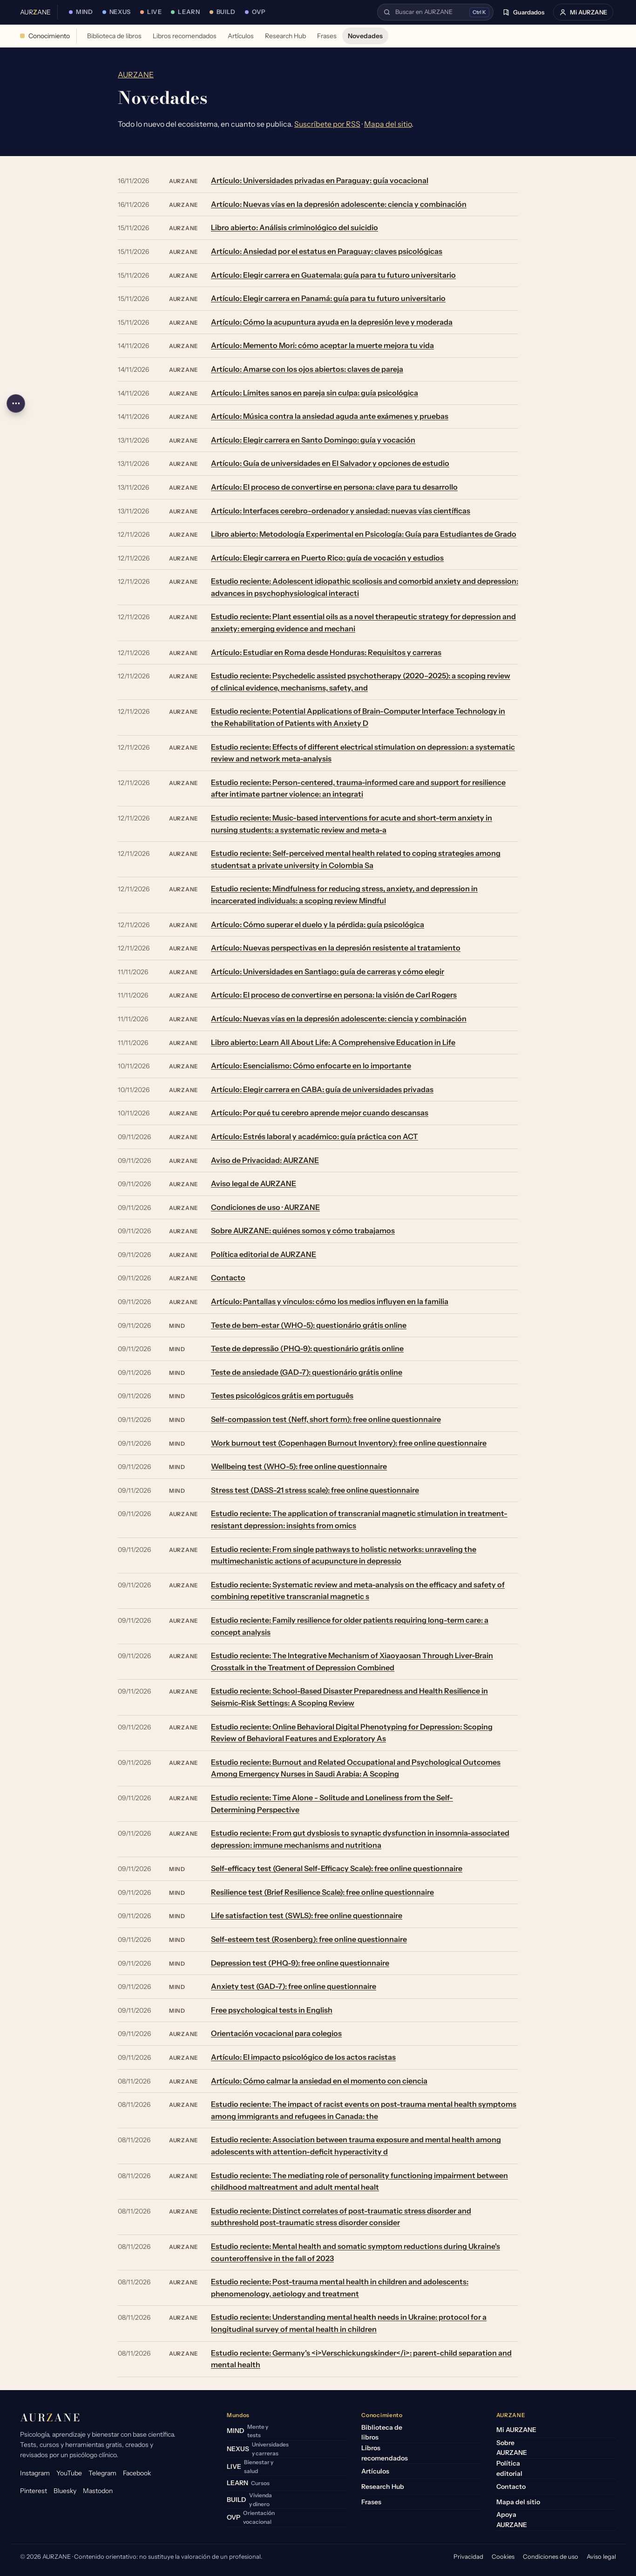 AURZANE MIND NEXUS LIVE LEARN BUILD OVP Buscar en AURZANE Ctrl K Guardados Mi AURZANE
Conocimiento Biblioteca de libros Libros recomendados Artículos Research Hub Frases Novedades
AURZANE
Novedades
Todo lo nuevo del ecosistema, en cuanto se publica. Suscríbete por RSS · Mapa del sitio.
16/11/2026 AURZANE Artículo: Universidades privadas en Paraguay: guía vocacional
16/11/2026 AURZANE Artículo: Nuevas vías en la depresión adolescente: ciencia y combinación
15/11/2026 AURZANE Libro abierto: Análisis criminológico del suicidio
15/11/2026 AURZANE Artículo: Ansiedad por el estatus en Paraguay: claves psicológicas
15/11/2026 AURZANE Artículo: Elegir carrera en Guatemala: guía para tu futuro universitario
15/11/2026 AURZANE Artículo: Elegir carrera en Panamá: guía para tu futuro universitario
15/11/2026 AURZANE Artículo: Cómo la acupuntura ayuda en la depresión leve y moderada
14/11/2026 AURZANE Artículo: Memento Mori: cómo aceptar la muerte mejora tu vida
14/11/2026 AURZANE Artículo: Amarse con los ojos abiertos: claves de pareja
14/11/2026 AURZANE Artículo: Límites sanos en pareja sin culpa: guía psicológica
14/11/2026 AURZANE Artículo: Música contra la ansiedad aguda ante exámenes y pruebas
13/11/2026 AURZANE Artículo: Elegir carrera en Santo Domingo: guía y vocación
13/11/2026 AURZANE Artículo: Guía de universidades en El Salvador y opciones de estudio
13/11/2026 AURZANE Artículo: El proceso de convertirse en persona: clave para tu desarrollo
13/11/2026 AURZANE Artículo: Interfaces cerebro-ordenador y ansiedad: nuevas vías científicas
12/11/2026 AURZANE Libro abierto: Metodología Experimental en Psicología: Guía para Estudiantes de Grado
12/11/2026 AURZANE Artículo: Elegir carrera en Puerto Rico: guía de vocación y estudios
12/11/2026 AURZANE Estudio reciente: Adolescent idiopathic scoliosis and comorbid anxiety and depression:
advances in psychophysiological interacti
12/11/2026 AURZANE Estudio reciente: Plant essential oils as a novel therapeutic strategy for depression and
anxiety: emerging evidence and mechani
12/11/2026 AURZANE Artículo: Estudiar en Roma desde Honduras: Requisitos y carreras
12/11/2026 AURZANE Estudio reciente: Psychedelic assisted psychotherapy (2020–2025): a scoping review
of clinical evidence, mechanisms, safety, and
12/11/2026 AURZANE Estudio reciente: Potential Applications of Brain-Computer Interface Technology in
the Rehabilitation of Patients with Anxiety D
12/11/2026 AURZANE Estudio reciente: Effects of different electrical stimulation on depression: a systematic
review and network meta-analysis
12/11/2026 AURZANE Estudio reciente: Person-centered, trauma-informed care and support for resilience
after intimate partner violence: an integrati
12/11/2026 AURZANE Estudio reciente: Music-based interventions for acute and short-term anxiety in
nursing students: a systematic review and meta-a
12/11/2026 AURZANE Estudio reciente: Self-perceived mental health related to coping strategies among
studentsat a private university in Colombia Sa
12/11/2026 AURZANE Estudio reciente: Mindfulness for reducing stress, anxiety, and depression in
incarcerated individuals: a scoping review Mindful
12/11/2026 AURZANE Artículo: Cómo superar el duelo y la pérdida: guía psicológica
12/11/2026 AURZANE Artículo: Nuevas perspectivas en la depresión resistente al tratamiento
11/11/2026 AURZANE Artículo: Universidades en Santiago: guía de carreras y cómo elegir
11/11/2026 AURZANE Artículo: El proceso de convertirse en persona: la visión de Carl Rogers
11/11/2026 AURZANE Artículo: Nuevas vías en la depresión adolescente: ciencia y combinación
11/11/2026 AURZANE Libro abierto: Learn All About Life: A Comprehensive Education in Life
10/11/2026 AURZANE Artículo: Esencialismo: Cómo enfocarte en lo importante
10/11/2026 AURZANE Artículo: Elegir carrera en CABA: guía de universidades privadas
10/11/2026 AURZANE Artículo: Por qué tu cerebro aprende mejor cuando descansas
09/11/2026 AURZANE Artículo: Estrés laboral y académico: guía práctica con ACT
09/11/2026 AURZANE Aviso de Privacidad: AURZANE
09/11/2026 AURZANE Aviso legal de AURZANE
09/11/2026 AURZANE Condiciones de uso · AURZANE
09/11/2026 AURZANE Sobre AURZANE: quiénes somos y cómo trabajamos
09/11/2026 AURZANE Política editorial de AURZANE
09/11/2026 AURZANE Contacto
09/11/2026 AURZANE Artículo: Pantallas y vínculos: cómo los medios influyen en la familia
09/11/2026 MIND Teste de bem-estar (WHO-5): questionário grátis online
09/11/2026 MIND Teste de depressão (PHQ-9): questionário grátis online
09/11/2026 MIND Teste de ansiedade (GAD-7): questionário grátis online
09/11/2026 MIND Testes psicológicos grátis em português
09/11/2026 MIND Self-compassion test (Neff, short form): free online questionnaire
09/11/2026 MIND Work burnout test (Copenhagen Burnout Inventory): free online questionnaire
09/11/2026 MIND Wellbeing test (WHO-5): free online questionnaire
09/11/2026 MIND Stress test (DASS-21 stress scale): free online questionnaire
09/11/2026 AURZANE Estudio reciente: The application of transcranial magnetic stimulation in treatment-
resistant depression: insights from omics
09/11/2026 AURZANE Estudio reciente: From single pathways to holistic networks: unraveling the
multimechanistic actions of acupuncture in depressio
09/11/2026 AURZANE Estudio reciente: Systematic review and meta-analysis on the efficacy and safety of
combining repetitive transcranial magnetic s
09/11/2026 AURZANE Estudio reciente: Family resilience for older patients requiring long-term care: a
concept analysis
09/11/2026 AURZANE Estudio reciente: The Integrative Mechanism of Xiaoyaosan Through Liver-Brain
Crosstalk in the Treatment of Depression Combined
09/11/2026 AURZANE Estudio reciente: School-Based Disaster Preparedness and Health Resilience in
Seismic-Risk Settings: A Scoping Review
09/11/2026 AURZANE Estudio reciente: Online Behavioral Digital Phenotyping for Depression: Scoping
Review of Behavioral Features and Exploratory As
09/11/2026 AURZANE Estudio reciente: Burnout and Related Occupational and Psychological Outcomes
Among Emergency Nurses in Saudi Arabia: A Scoping
09/11/2026 AURZANE Estudio reciente: Time Alone - Solitude and Loneliness from the Self-
Determining Perspective
09/11/2026 AURZANE Estudio reciente: From gut dysbiosis to synaptic dysfunction in insomnia-associated
depression: immune mechanisms and nutritiona
09/11/2026 MIND Self-efficacy test (General Self-Efficacy Scale): free online questionnaire
09/11/2026 MIND Resilience test (Brief Resilience Scale): free online questionnaire
09/11/2026 MIND Life satisfaction test (SWLS): free online questionnaire
09/11/2026 MIND Self-esteem test (Rosenberg): free online questionnaire
09/11/2026 MIND Depression test (PHQ-9): free online questionnaire
09/11/2026 MIND Anxiety test (GAD-7): free online questionnaire
09/11/2026 MIND Free psychological tests in English
09/11/2026 AURZANE Orientación vocacional para colegios
09/11/2026 AURZANE Artículo: El impacto psicológico de los actos racistas
08/11/2026 AURZANE Artículo: Cómo calmar la ansiedad en el momento con ciencia
08/11/2026 AURZANE Estudio reciente: The impact of racist events on post-trauma mental health symptoms
among immigrants and refugees in Canada: the
08/11/2026 AURZANE Estudio reciente: Association between trauma exposure and mental health among
adolescents with attention-deficit hyperactivity d
08/11/2026 AURZANE Estudio reciente: The mediating role of personality functioning impairment between
childhood maltreatment and adult mental healt
08/11/2026 AURZANE Estudio reciente: Distinct correlates of post-traumatic stress disorder and
subthreshold post-traumatic stress disorder consider
08/11/2026 AURZANE Estudio reciente: Mental health and somatic symptom reductions during Ukraine's
counteroffensive in the fall of 2023
08/11/2026 AURZANE Estudio reciente: Post-trauma mental health in children and adolescents:
phenomenology, aetiology and treatment
08/11/2026 AURZANE Estudio reciente: Understanding mental health needs in Ukraine: protocol for a
longitudinal survey of mental health in children
08/11/2026 AURZANE Estudio reciente: Germany's <i>Verschickungskinder</i>: parent-child separation and
mental health
AURZANE
Psicología, aprendizaje y bienestar con base científica.
Tests, cursos y herramientas gratis, creados y
revisados por un psicólogo clínico.
Instagram YouTube Telegram Facebook
Pinterest Bluesky Mastodon
Mundos
MIND Mente y
tests
NEXUS Universidades
y carreras
LIVE Bienestar y
salud
LEARN Cursos
BUILD Vivienda
y dinero
OVP Orientación
vocacional
Conocimiento
Biblioteca de
libros
Libros
recomendados
Artículos
Research Hub
Frases
AURZANE
Mi AURZANE
Sobre
AURZANE
Política
editorial
Contacto
Mapa del sitio
Apoya
AURZANE
© 2026 AURZANE · Contenido orientativo: no sustituye la valoración de un profesional.
Privacidad Cookies Condiciones de uso Aviso legal